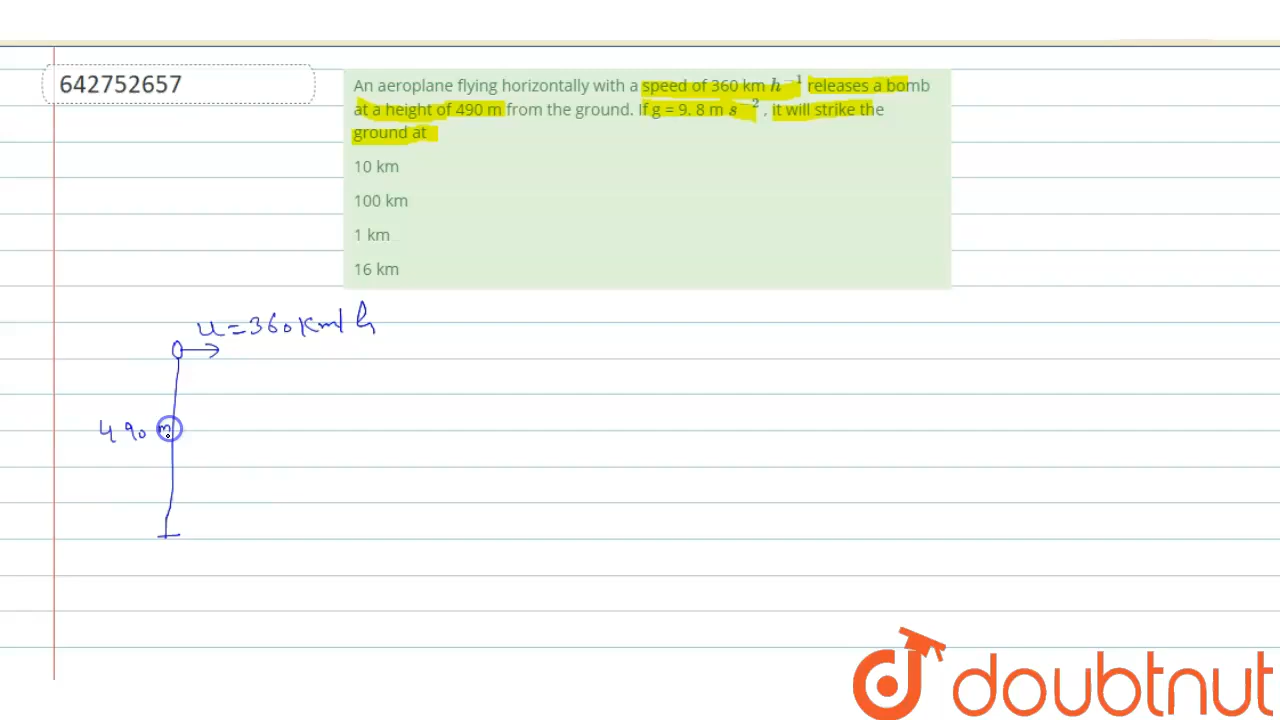 642752657
An aeroplane flying horizontally with a speed of 360 km h⁻¹ releases a bomb
at a height of 490 m from the ground. If g = 9. 8 m s⁻² , it will strike the
ground at
10 km
100 km
1 km
16 km
u = 360 km/h
490 m
doubtnut